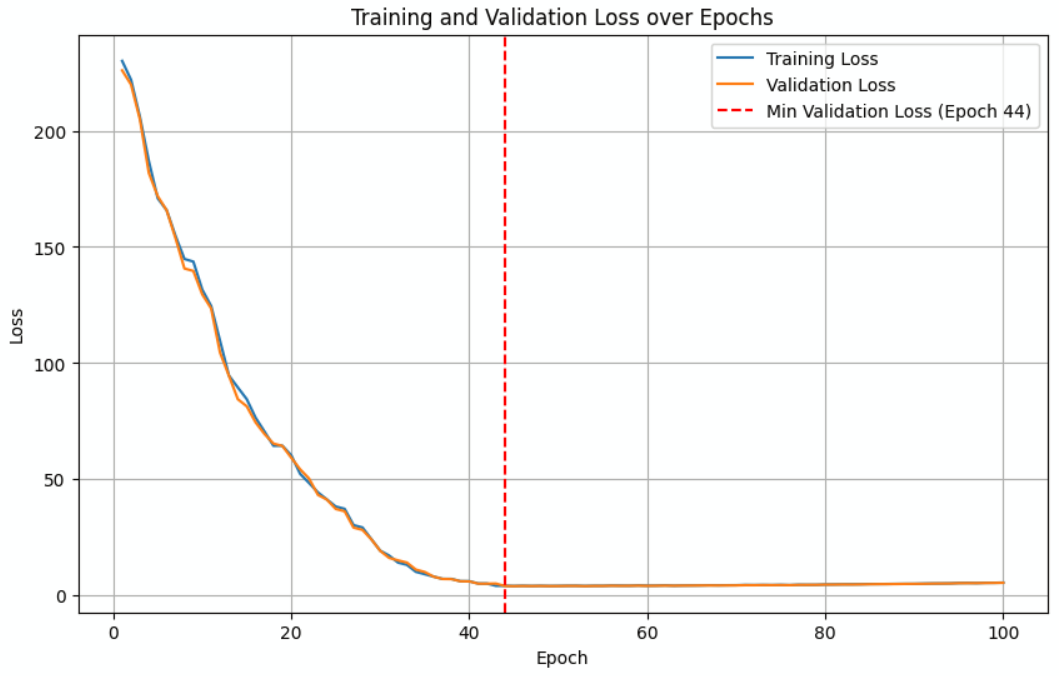 Training and Validation Loss over Epochs
Training Loss
Validation Loss
Min Validation Loss (Epoch 44)
Loss
200
150
100
50
0
0 20 40 60 80 100
Epoch